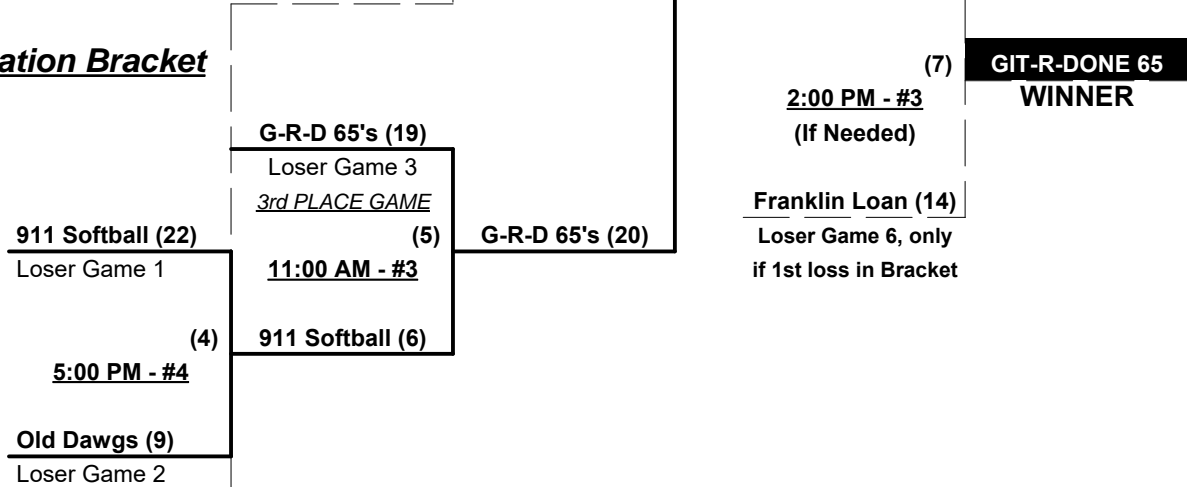 ation Bracket
(7)
GIT-R-DONE 65
2:00 PM - #3
WINNER
(If Needed)
G-R-D 65's (19)
Loser Game 3
3rd PLACE GAME
Franklin Loan (14)
911 Softball (22)
(5)
G-R-D 65's (20)
Loser Game 6, only
Loser Game 1
11:00 AM - #3
if 1st loss in Bracket
(4)
911 Softball (6)
5:00 PM - #4
Old Dawgs (9)
Loser Game 2